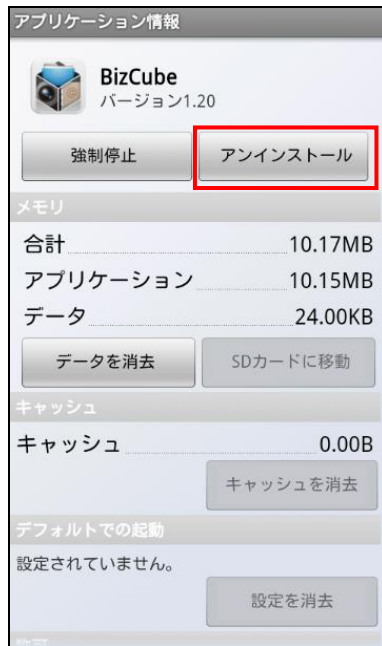 アプリケーション情報
BizCube
バージョン1.20
強制停止 アンインストール
メモリ
合計 10.17MB
アプリケーション 10.15MB
データ 24.00KB
データを消去 SDカードに移動
キャッシュ
キャッシュ 0.00B
キャッシュを消去
デフォルトでの起動
設定されていません。
設定を消去